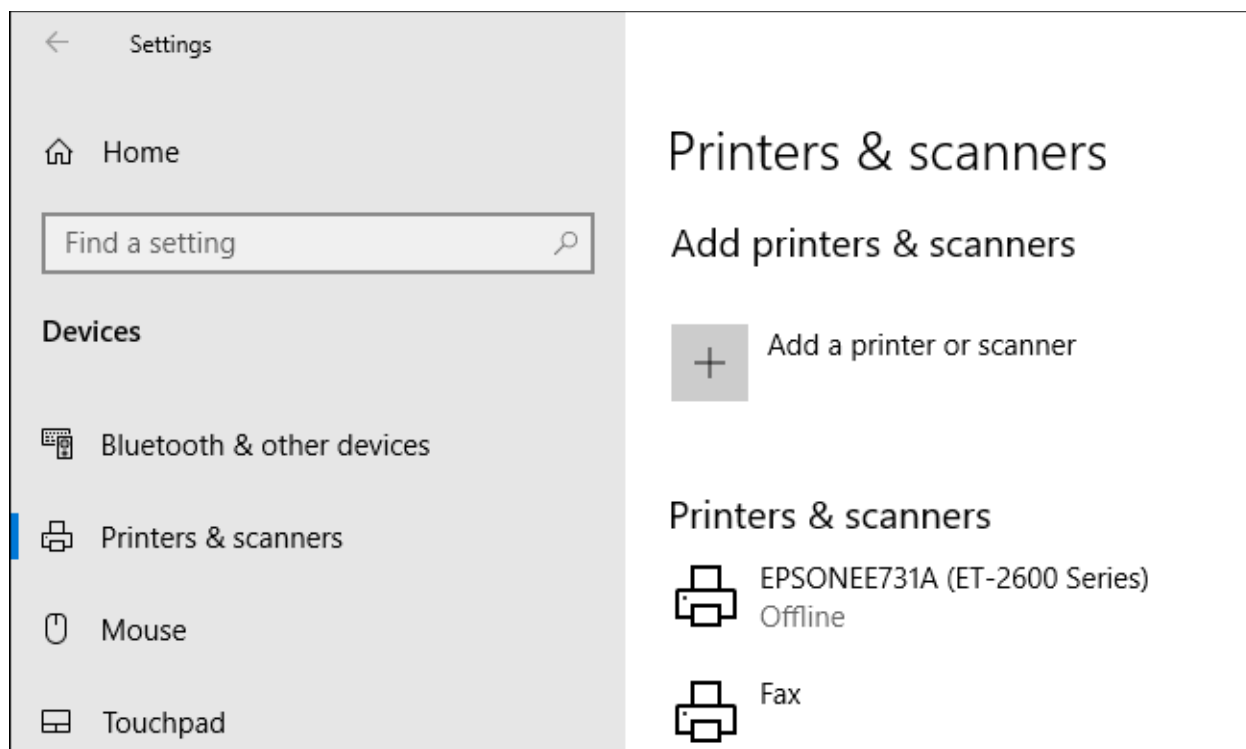 Settings
Home
Find a setting
Devices
Bluetooth & other devices
Printers & scanners
Mouse
Touchpad
Printers & scanners
Add printers & scanners
Add a printer or scanner
Printers & scanners
EPSONEE731A (ET-2600 Series)
Offline
Fax